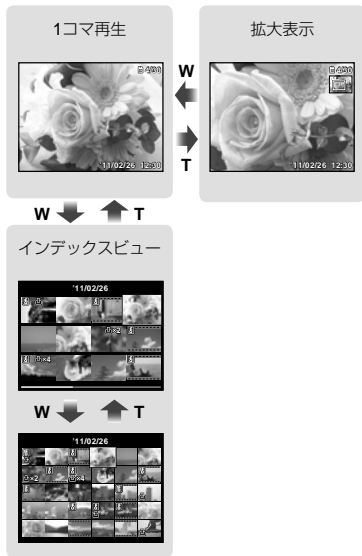 1コマ再生
拡大表示
4/30
'11/02/26 12:30
W
T
4/30
'11/02/26 12:30
W T
インデックスビュー
'11/02/26
×2
×4
W T
'11/02/26
×2 ×4